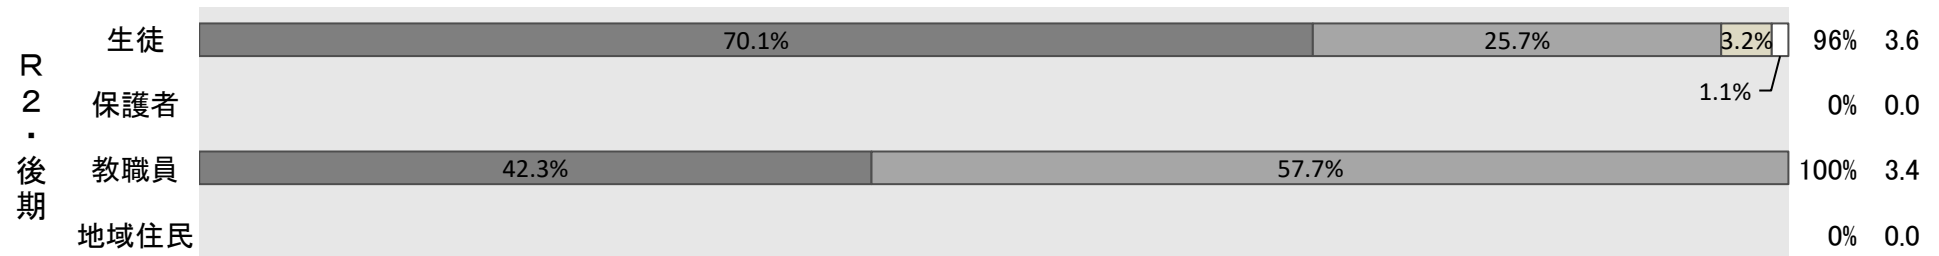 R2・後期
生徒 70.1% 25.7% 3.2% 96% 3.6
1.1%
保護者 0% 0.0
教職員 42.3% 57.7% 100% 3.4
地域住民 0% 0.0